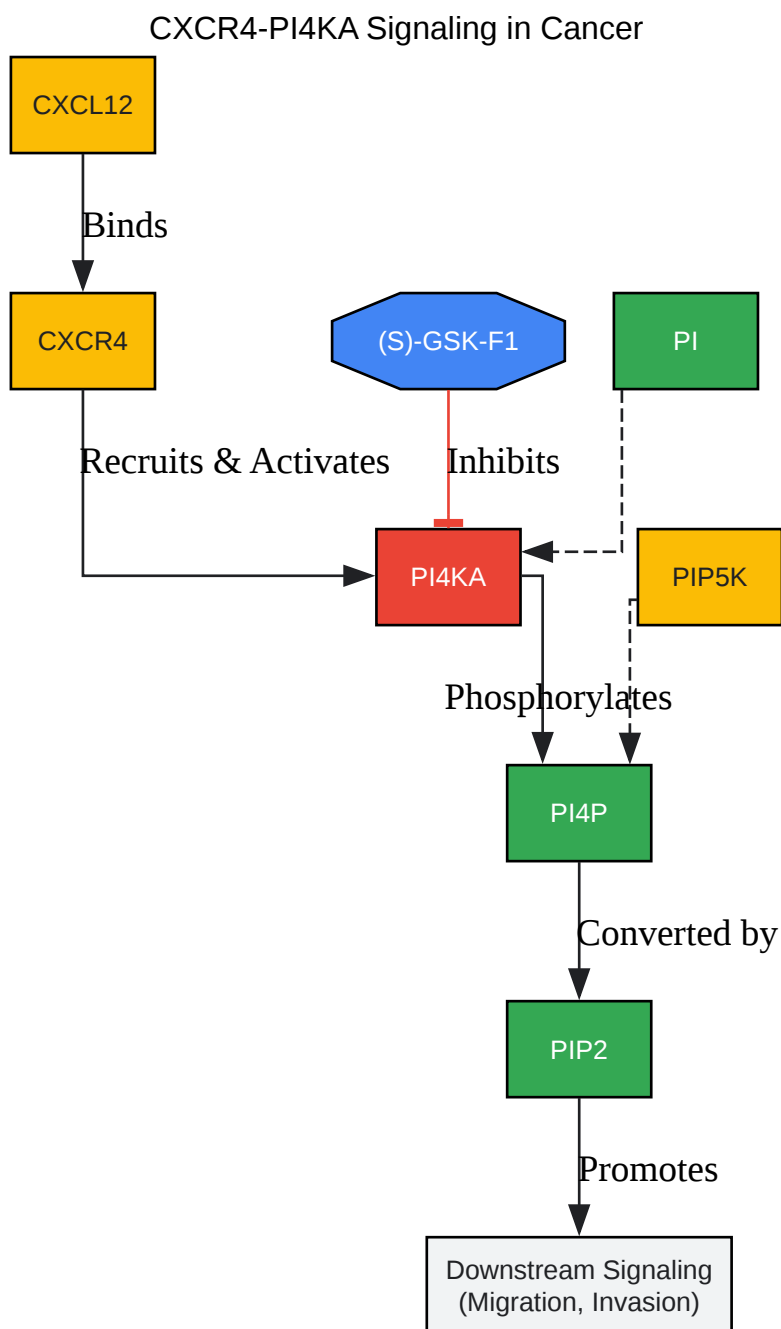 CXCR4-PI4KA Signaling in Cancer
CXCL12
Binds
CXCR4
(S)-GSK-F1
PI
Recruits & Activates
Inhibits
PI4KA
PIP5K
Phosphorylates
PI4P
Converted by
PIP2
Promotes
Downstream Signaling
(Migration, Invasion)